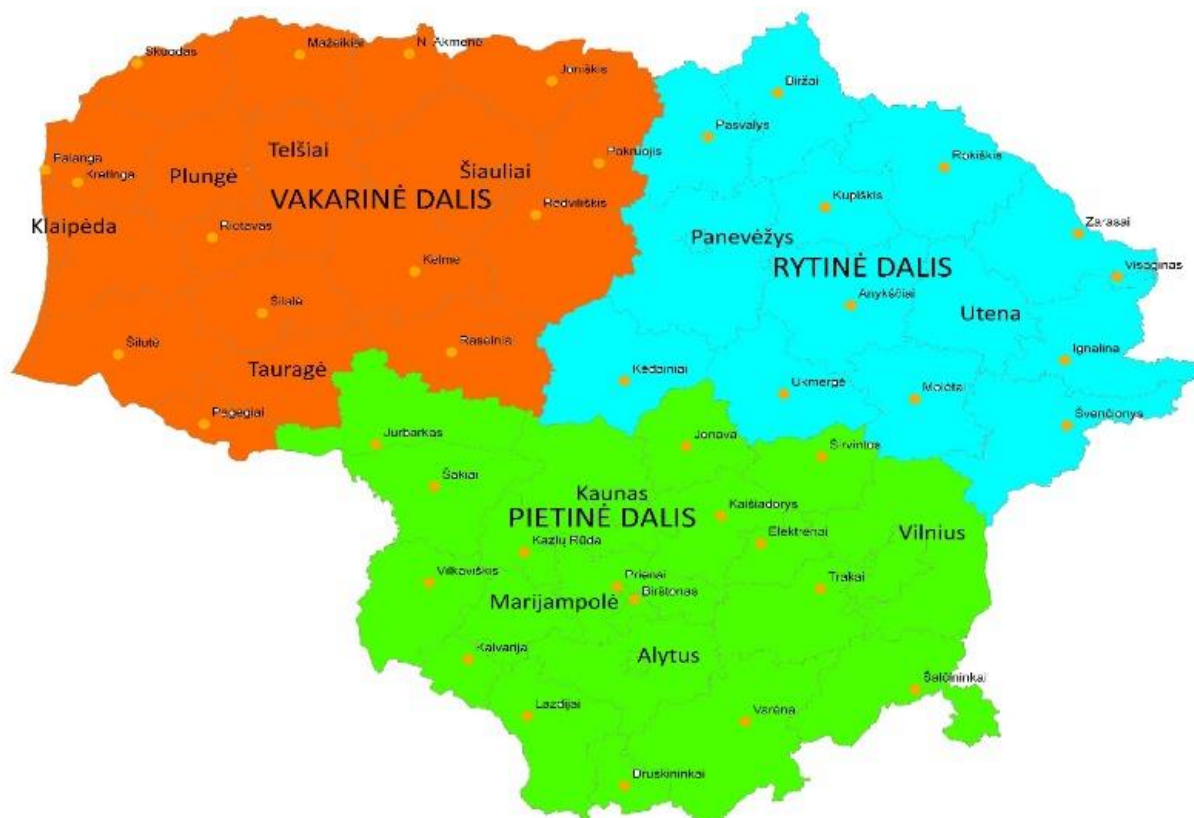 Skuodas
Mažeikiai
N. Akmenė
Joniškis
Biržai
Pasvalys
Pakruojis
Rokiškis
Telšiai
Šiauliai
Palanga
Kretinga
Plungė
VAKARINĖ DALIS
Radviliškis
Kupiškis
Klaipėda
Rietavas
Panevėžys
Zarasai
Kelmė
RYTINĖ DALIS
Visaginas
Anykščiai
Šilalė
Utena
Šilutė
Raseinia
Ignalina
Tauragė
Kėdainiai
Ukmergė
Molėtai
Pagėgiai
Švenčionys
Jurbarkas
Jonava
Širvintos
Šakiai
Kaunas
Kaišiadorys
PIETINĖ DALIS
Elektrėnai
Vilnius
Kazlų Rūda
Vilkaviškis
Prienai
Trakai
Marijampolė
Birštonas
Kalvarija
Alytus
Šalčininkai
Lazdijai
Varėna
Druskininkai